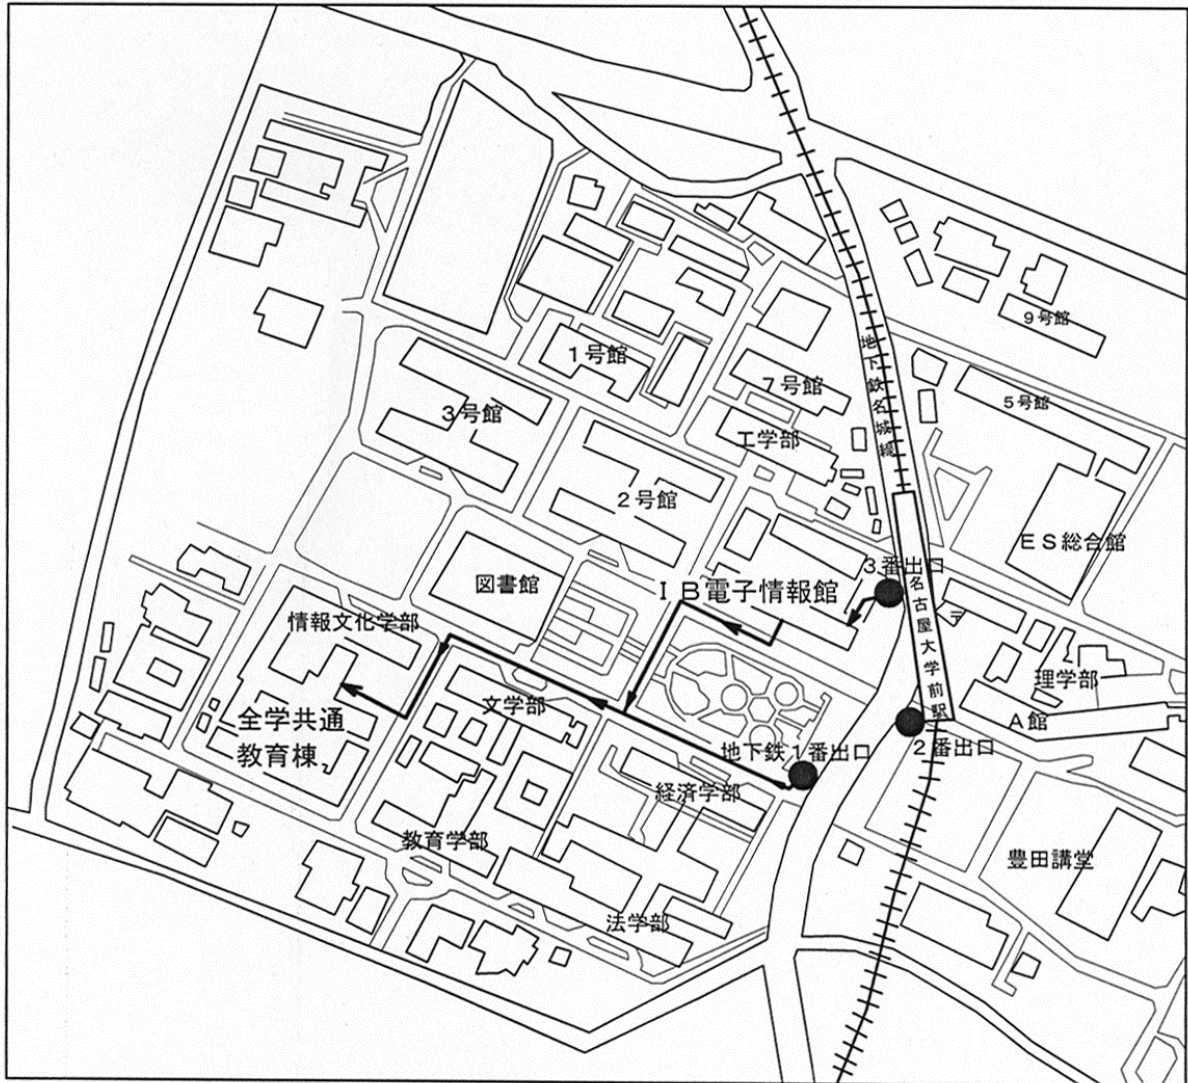 9号館
地下鉄名城線
1号館
7号館
5号館
3号館
工学部
2号館
ES総合館
3番出口
図書館
IB電子情報館
名古屋大学前駅
情報文化学部
理学部
文学部
A館
全学共通
教育棟
2番出口
地下鉄1番出口
経済学部
教育学部
豊田講堂
法学部